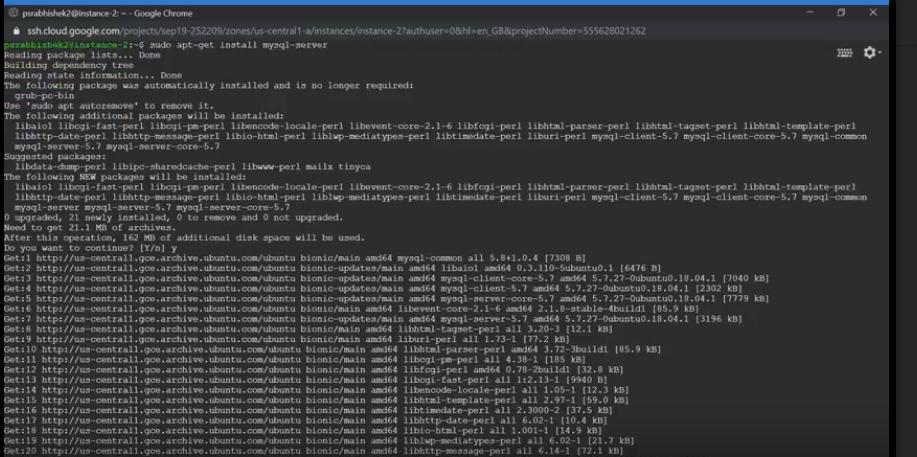 psrabhishek2@instance-2: ~ - Google Chrome
ssh.cloud.google.com/projects/sep19-252209/zones/us-central1-a/instances/instance-2?authuser=0&hl=en_GB&projectNumber=555628021262
psrabhishek2@instance-2:~$ sudo apt-get install mysql-server
Reading package lists... Done
Building dependency tree
Reading state information... Done
The following package was automatically installed and is no longer required:
grub-pc-bin
Use 'sudo apt autoremove' to remove it.
The following additional packages will be installed:
libaio1 libcgi-fast-perl libcgi-pm-perl libencode-locale-perl libevent-core-2.1-6 libfcgi-perl libhtml-parser-perl libhtml-tagset-perl libhtml-template-perl
libhttp-date-perl libhttp-message-perl libio-html-perl liblwp-mediatypes-perl libtimedate-perl liburi-perl mysql-client-5.7 mysql-client-core-5.7 mysql-common
mysql-server-5.7 mysql-server-core-5.7
Suggested packages:
libdata-dump-perl libipc-sharedcache-perl libwww-perl mailx tinyca
The following NEW packages will be installed:
libaio1 libcgi-fast-perl libcgi-pm-perl libencode-locale-perl libevent-core-2.1-6 libfcgi-perl libhtml-parser-perl libhtml-tagset-perl libhtml-template-perl
libhttp-date-perl libhttp-message-perl libio-html-perl liblwp-mediatypes-perl libtimedate-perl liburi-perl mysql-client-5.7 mysql-client-core-5.7 mysql-common
mysql-server mysql-server-5.7 mysql-server-core-5.7
0 upgraded, 21 newly installed, 0 to remove and 0 not upgraded.
Need to get 21.1 MB of archives.
After this operation, 162 MB of additional disk space will be used.
Do you want to continue? [Y/n] y
Get:1 http://us-central1.gce.archive.ubuntu.com/ubuntu bionic/main amd64 mysql-common all 5.8+1.0.4 [7308 B]
Get:2 http://us-central1.gce.archive.ubuntu.com/ubuntu bionic-updates/main amd64 libaio1 amd64 0.3.110-5ubuntu0.1 [6476 B]
Get:3 http://us-central1.gce.archive.ubuntu.com/ubuntu bionic-updates/main amd64 mysql-client-core-5.7 amd64 5.7.27-0ubuntu0.18.04.1 [7040 kB]
Get:4 http://us-central1.gce.archive.ubuntu.com/ubuntu bionic-updates/main amd64 mysql-client-5.7 amd64 5.7.27-0ubuntu0.18.04.1 [2302 kB]
Get:5 http://us-central1.gce.archive.ubuntu.com/ubuntu bionic-updates/main amd64 mysql-server-core-5.7 amd64 5.7.27-0ubuntu0.18.04.1 [7779 kB]
Get:6 http://us-central1.gce.archive.ubuntu.com/ubuntu bionic/main amd64 libevent-core-2.1-6 amd64 2.1.8-stable-4build1 [85.9 kB]
Get:7 http://us-central1.gce.archive.ubuntu.com/ubuntu bionic-updates/main amd64 mysql-server-5.7 amd64 5.7.27-0ubuntu0.18.04.1 [3196 kB]
Get:8 http://us-central1.gce.archive.ubuntu.com/ubuntu bionic/main amd64 libhtml-tagset-perl all 3.20-3 [12.1 kB]
Get:9 http://us-central1.gce.archive.ubuntu.com/ubuntu bionic/main amd64 liburi-perl all 1.73-1 [77.2 kB]
Get:10 http://us-central1.gce.archive.ubuntu.com/ubuntu bionic/main amd64 libhtml-parser-perl amd64 3.72-3build1 [85.9 kB]
Get:11 http://us-central1.gce.archive.ubuntu.com/ubuntu bionic/main amd64 libcgi-pm-perl all 4.38-1 [185 kB]
Get:12 http://us-central1.gce.archive.ubuntu.com/ubuntu bionic/main amd64 libfcgi-perl amd64 0.78-2build1 [32.8 kB]
Get:13 http://us-central1.gce.archive.ubuntu.com/ubuntu bionic/main amd64 libcgi-fast-perl all 1:2.13-1 [9940 B]
Get:14 http://us-central1.gce.archive.ubuntu.com/ubuntu bionic/main amd64 libencode-locale-perl all 1.05-1 [12.3 kB]
Get:15 http://us-central1.gce.archive.ubuntu.com/ubuntu bionic/main amd64 libhtml-template-perl all 2.97-1 [59.0 kB]
Get:16 http://us-central1.gce.archive.ubuntu.com/ubuntu bionic/main amd64 libtimedate-perl all 2.3000-2 [37.5 kB]
Get:17 http://us-central1.gce.archive.ubuntu.com/ubuntu bionic/main amd64 libhttp-date-perl all 6.02-1 [10.4 kB]
Get:18 http://us-central1.gce.archive.ubuntu.com/ubuntu bionic/main amd64 libio-html-perl all 1.001-1 [14.9 kB]
Get:19 http://us-central1.gce.archive.ubuntu.com/ubuntu bionic/main amd64 liblwp-mediatypes-perl all 6.02-1 [21.7 kB]
Get:20 http://us-central1.gce.archive.ubuntu.com/ubuntu bionic/main amd64 libhttp-message-perl all 6.14-1 [72.1 kB]